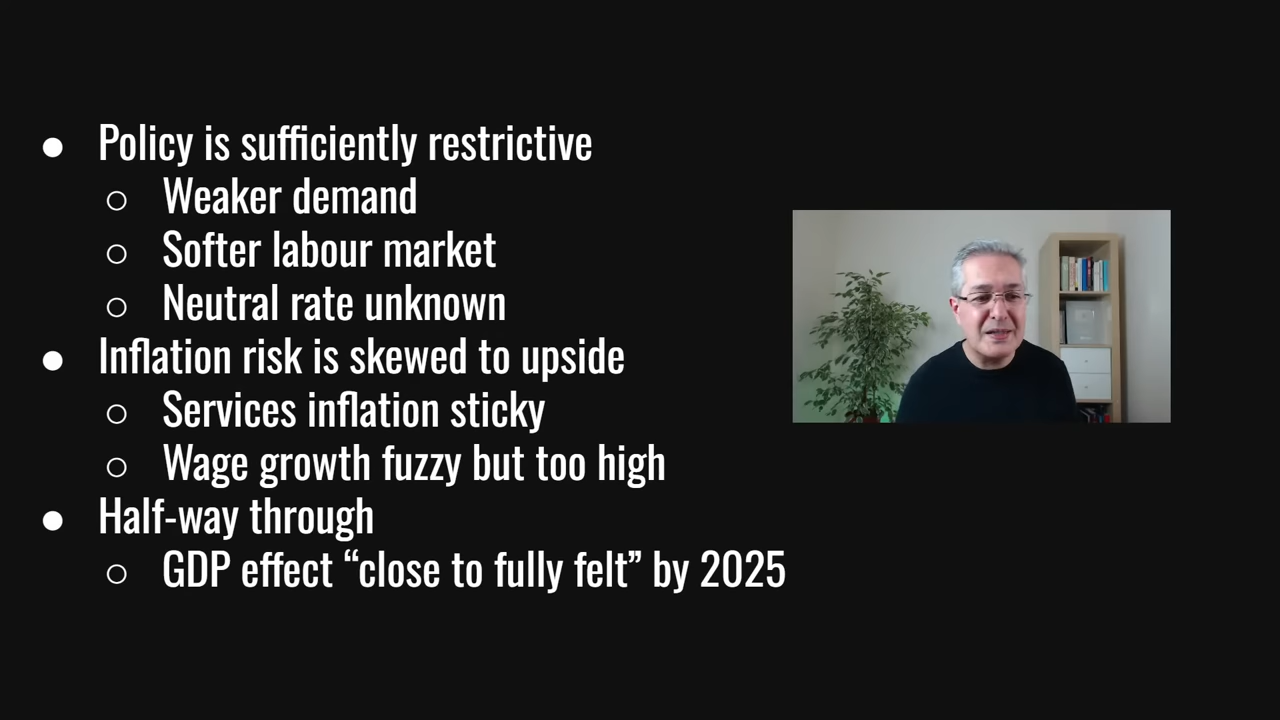 ● Policy is sufficiently restrictive
○ Weaker demand
○ Softer labour market
○ Neutral rate unknown
● Inflation risk is skewed to upside
○ Services inflation sticky
○ Wage growth fuzzy but too high
● Half-way through
○ GDP effect “close to fully felt” by 2025